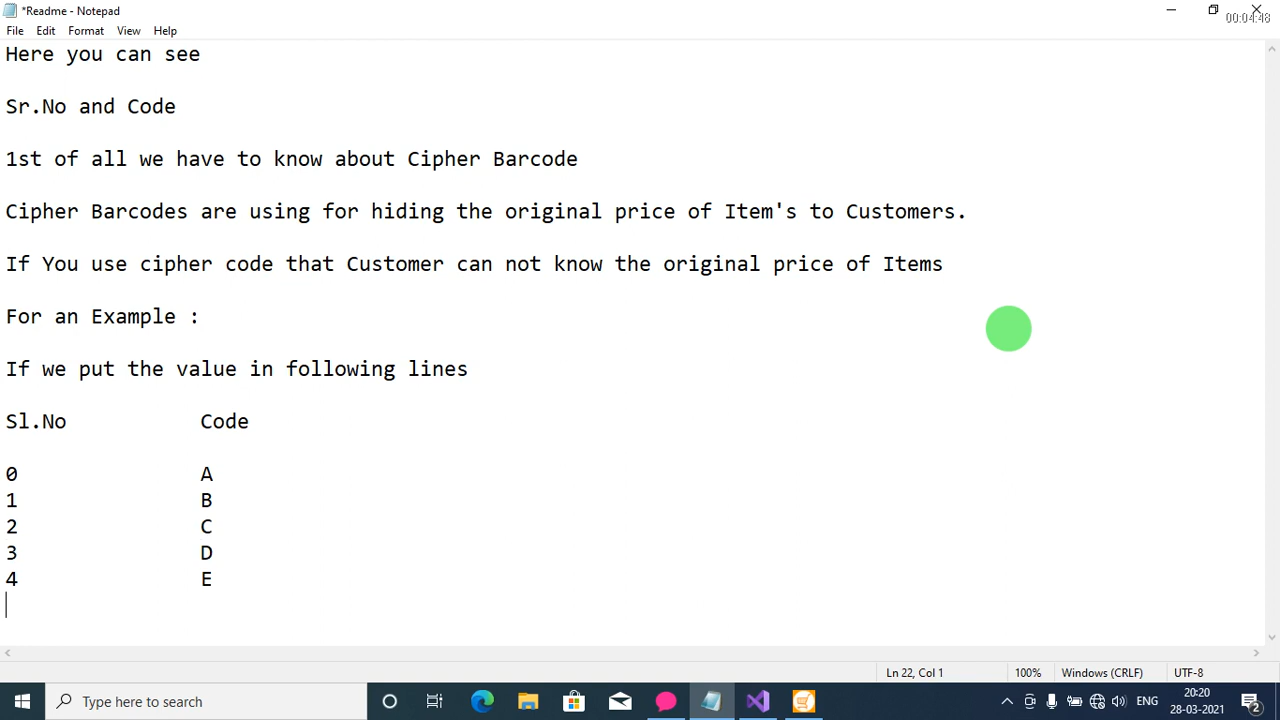 *Readme - Notepad
00:04:48
File Edit Format View Help
Here you can see
Sr.No and Code
1st of all we have to know about Cipher Barcode
Cipher Barcodes are using for hiding the original price of Item's to Customers.
If You use cipher code that Customer can not know the original price of Items
For an Example :
If we put the value in following lines
Sl.No Code
0 A
1 B
2 C
3 D
4 E
Ln 22, Col 1 100% Windows (CRLF) UTF-8
Type here to search
ENG
20:20
28-03-2021
2